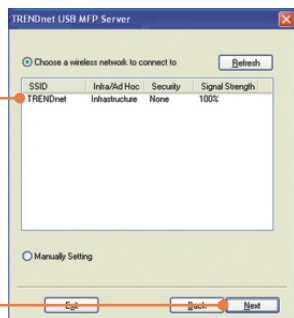 TRENDnet USB MFP Server
Choose a wireless network to connect to
Refresh
SSID Infra/Ad Hoc Security Signal Strength
TRENDnet Infrastructure None 100%
Manually Setting
Exit Back Next